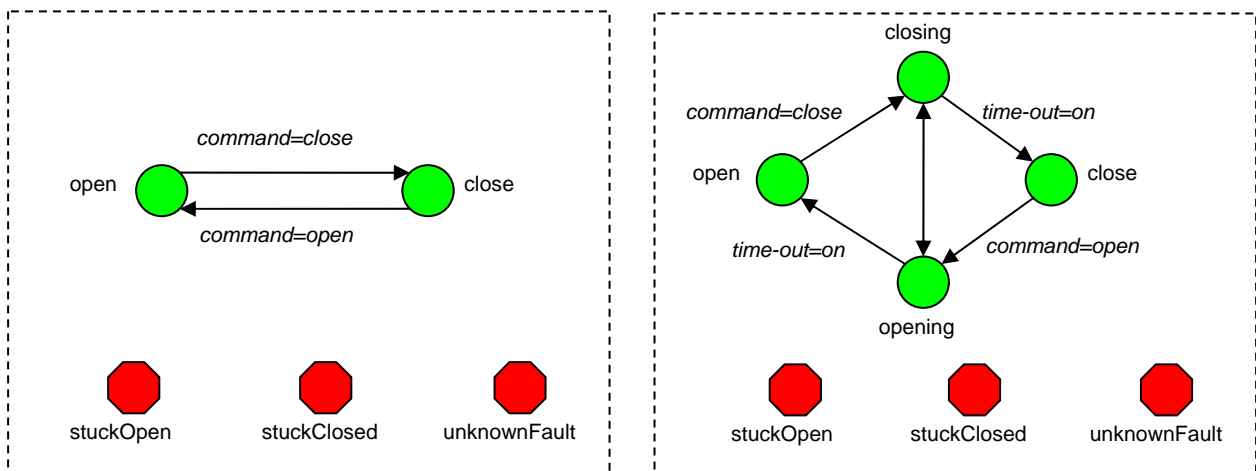 command=close
open
close
command=open
stuckOpen
stuckClosed
unknownFault
closing
command=close
time-out=on
open
close
time-out=on
command=open
opening
stuckOpen
stuckClosed
unknownFault